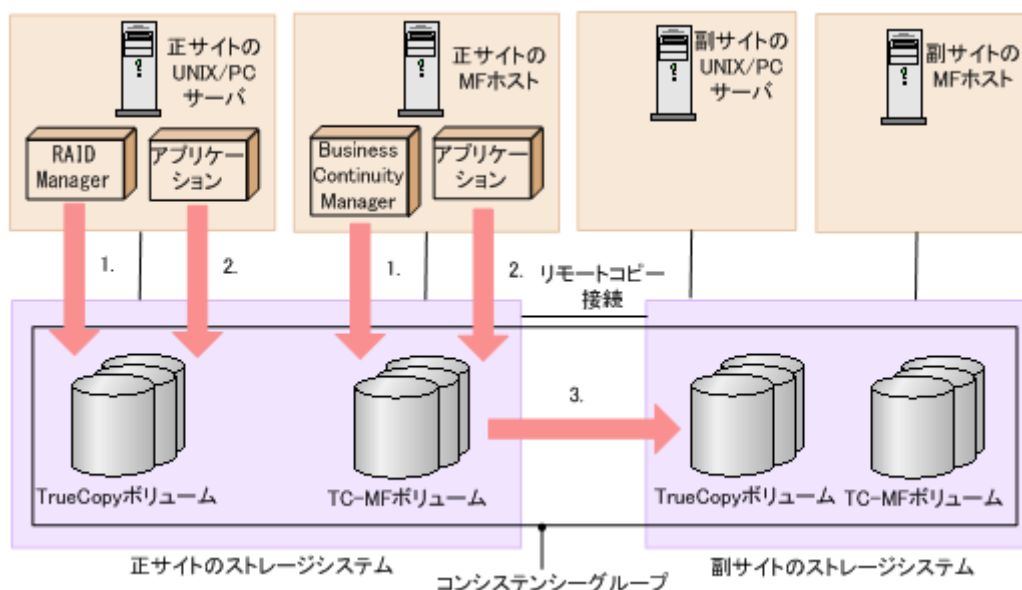 正サイトの
UNIX/PC
サーバ
正サイトの
MFホスト
副サイトの
UNIX/PC
サーバ
副サイトの
MFホスト
RAID
Manager
アプリケー
ション
Business
Continuity
Manager
アプリケー
ション
1.
2.
1.
2.
リモートコピー
接続
3.
TrueCopyボリューム
TC-MFボリューム
TrueCopyボリューム
TC-MFボリューム
正サイトのストレージシステム
コンシステンシーグループ
副サイトのストレージシステム